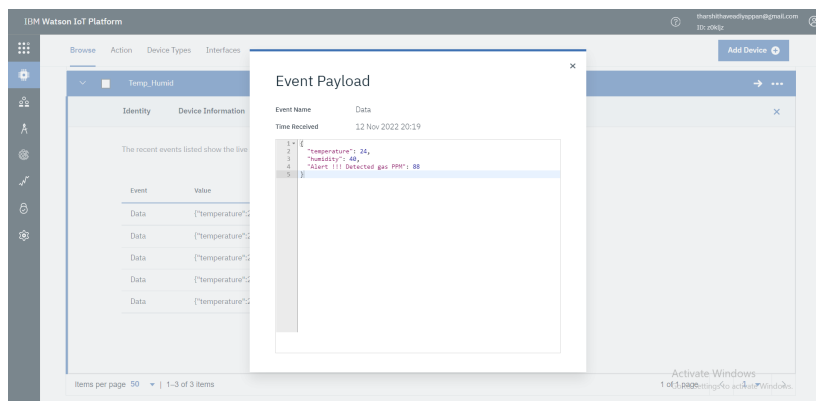 IBM Watson IoT Platform
tharshithavaadiyappan@gmail.com
ID: z0kljz
Browse Action Device Types Interfaces
Add Device
Temp_Humid
Identity Device Information
The recent events listed show the live
Event Value
Data {"temperature":2
Data {"temperature":2
Data {"temperature":2
Data {"temperature":2
Data {"temperature":2
Event Payload
Event Name Data
Time Received 12 Nov 2022 20:19
1 {
2 "temperature": 24,
3 "humidity": 40,
4 "Alert !!! Detected gas PPM": 88
5 }
Items per page 50 | 1–3 of 3 items
1 of 1 page
Activate Windows
Go to Settings to activate Windows.